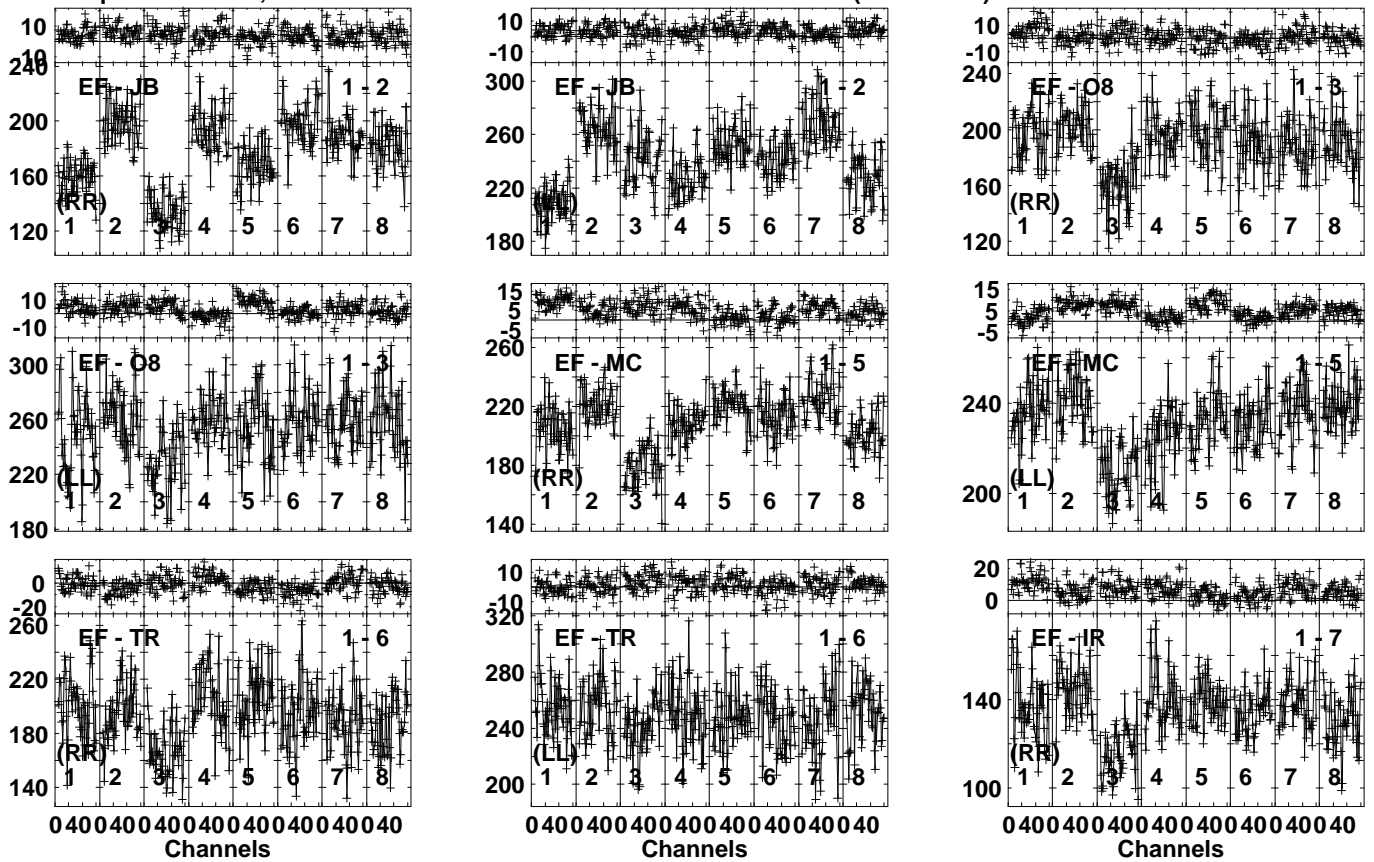 10 10 10
-10 -10 -10
240 EF - JB 1 - 2 300 EF - JB 1 - 2 240 EF - O8 1 - 3
200 260 200
160 220 160
(RR) (LL) (RR)
120 1 2 3 4 5 6 7 8 180 1 2 3 4 5 6 7 8 120 1 2 3 4 5 6 7 8
10 15 15
-10 5 5
-5 -5
300 EF - O8 1 - 3 260 EF - MC 1 - 5 EF - MC 1 - 5
260 220 240
220 180
(LL) (RR) (LL)
180 1 2 3 4 5 6 7 8 140 1 2 3 4 5 6 7 8 200 1 2 3 4 5 6 7 8
0 10 20
-20 -10 0
260 EF - TR 1 - 6 320 EF - TR 1 - 6 EF - IR 1 - 7
220 280 140
180 240
(RR) (LL) (RR)
140 1 2 3 4 5 6 7 8 200 1 2 3 4 5 6 7 8 100 1 2 3 4 5 6 7 8
0 40 0 40 0 40 0 40 0 40 0 40 0 40 0 40 0 40 0 40 0 40 0 40 0 40 0 40 0 40 0 40 0 40 0 40 0 40 0 40 0 40 0 40 0 40 0 40
Channels Channels Channels